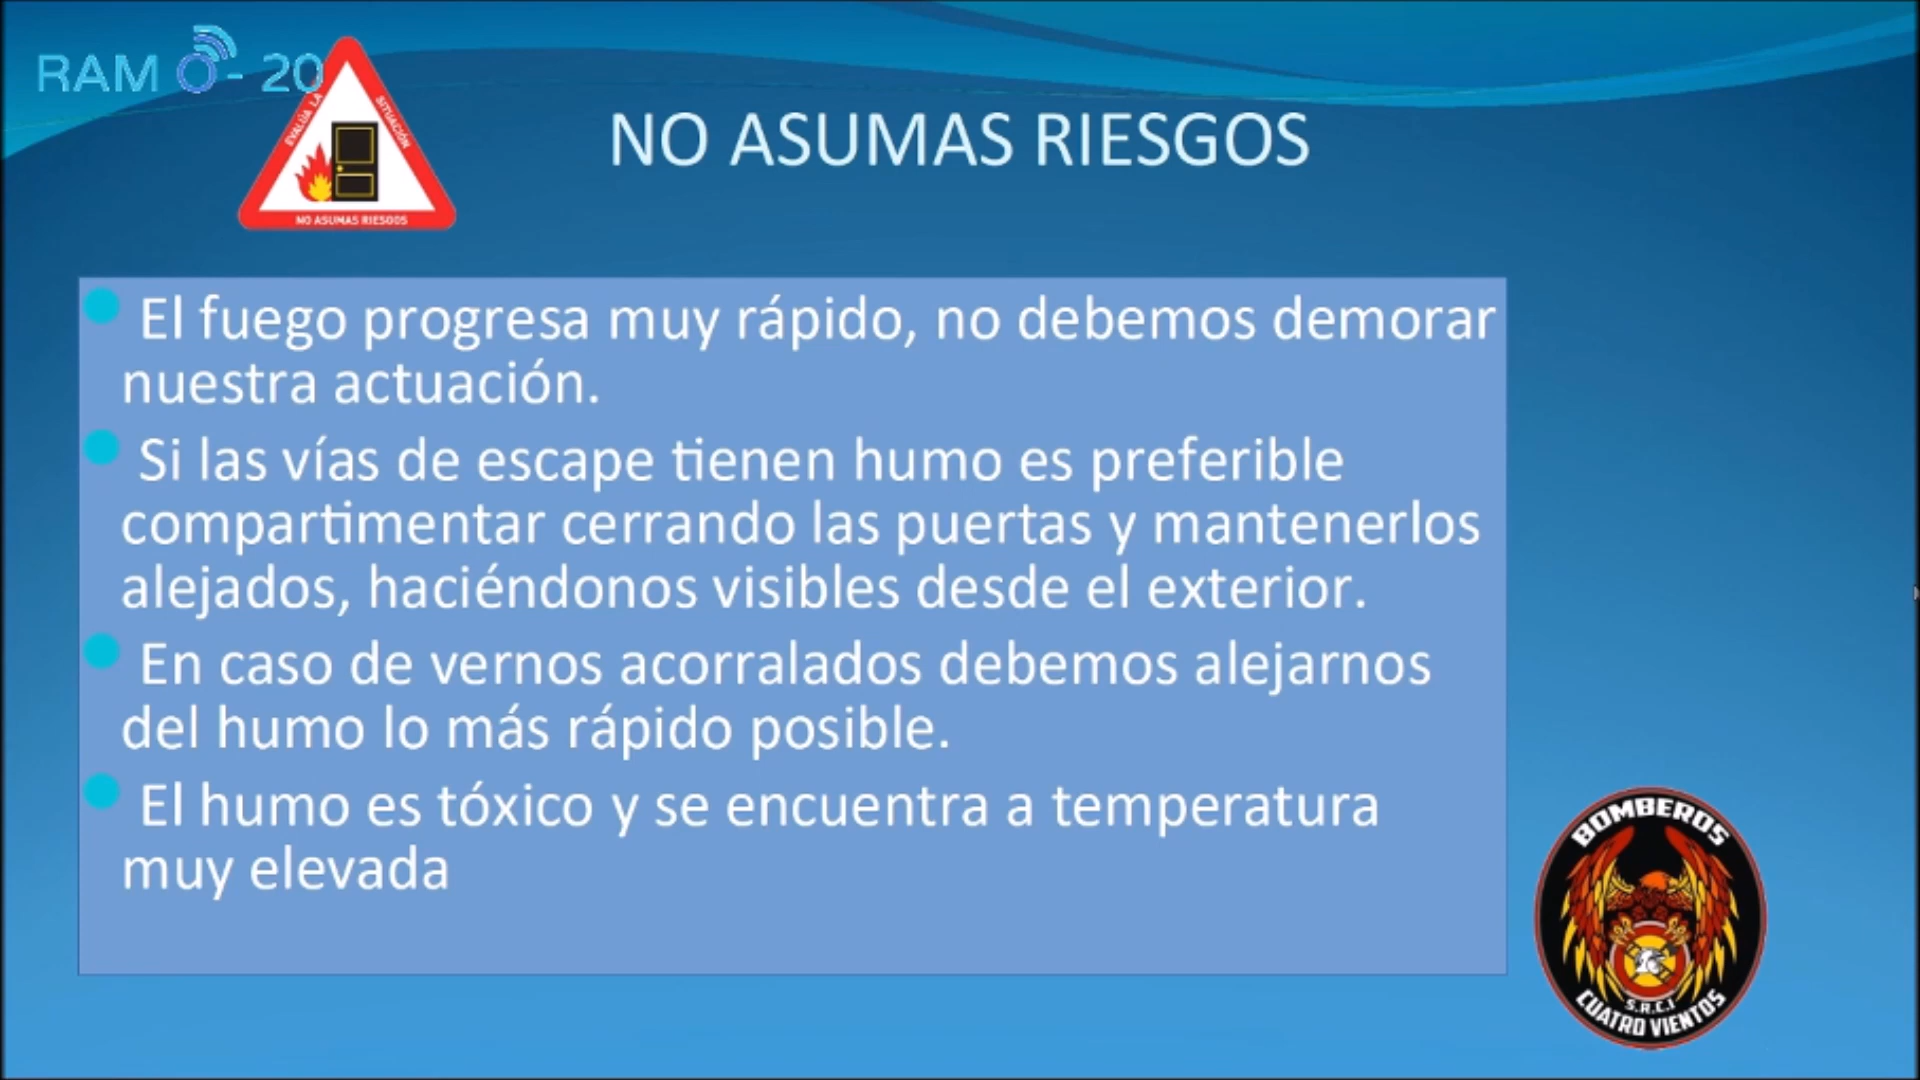 RAM O - 20
EVALÚA LA SITUACIÓN
NO ASUMAS RIESGOS
NO ASUMAS RIESGOS
El fuego progresa muy rápido, no debemos demorar
nuestra actuación.
Si las vías de escape tienen humo es preferible
compartimentar cerrando las puertas y mantenerlos
alejados, haciéndonos visibles desde el exterior.
En caso de vernos acorralados debemos alejarnos
del humo lo más rápido posible.
El humo es tóxico y se encuentra a temperatura
muy elevada
BOMBEROS
S.R.C.I
CUATRO VIENTOS